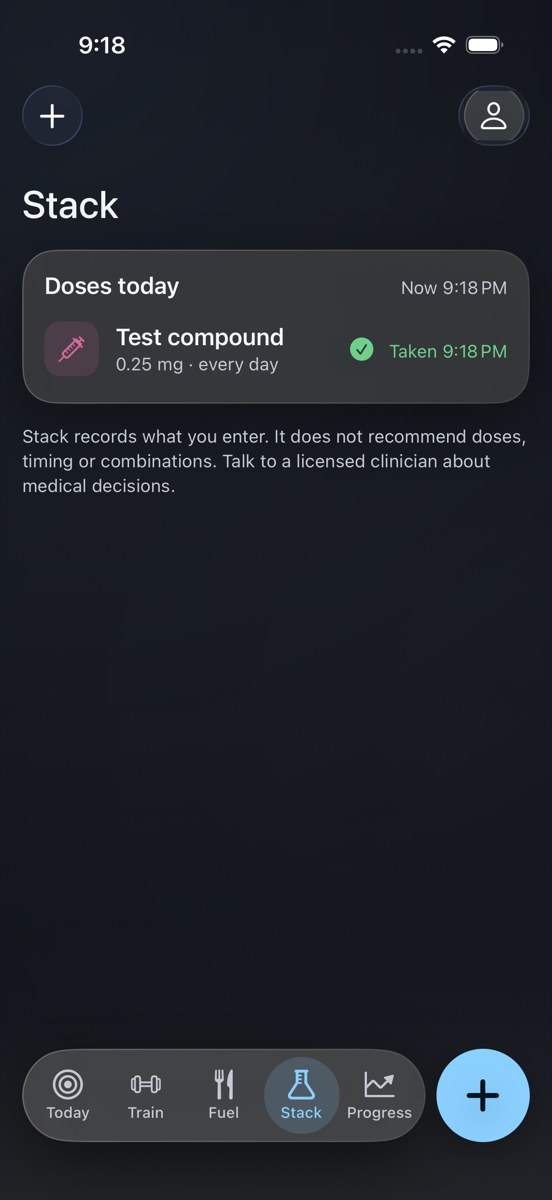 9:18
Stack
Doses today
Now 9:18 PM
Test compound
0.25 mg · every day
Taken 9:18 PM
Stack records what you enter. It does not recommend doses,
timing or combinations. Talk to a licensed clinician about
medical decisions.
Today
Train
Fuel
Stack
Progress